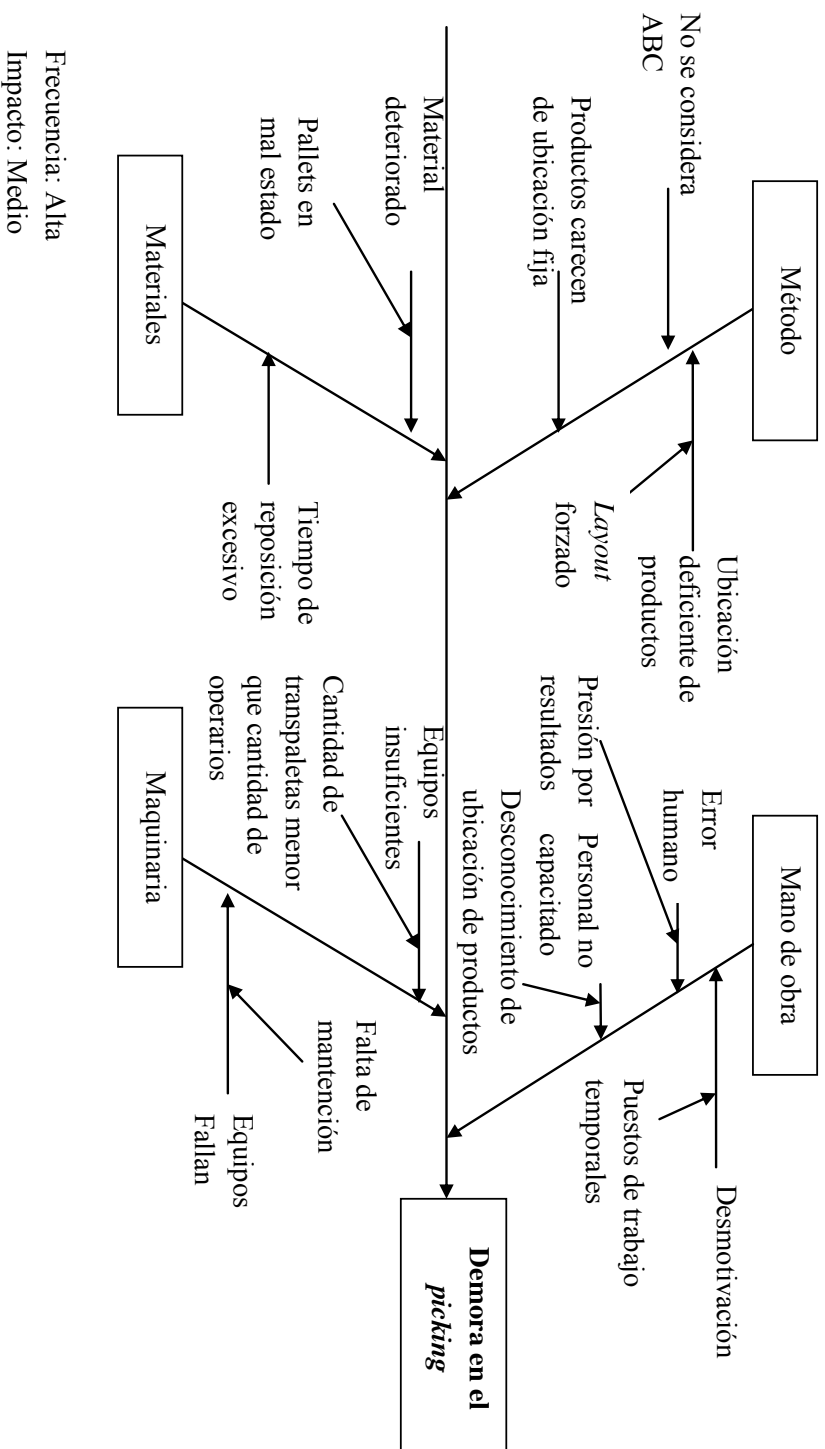 Método
Mano de obra
No se considera
ABC
Ubicación
deficiente de
productos
Layout
forzado
Productos carecen
de ubicación fija
Desmotivación
Puestos de trabajo
temporales
Error
humano
Presión por
resultados
Personal no
capacitado
Desconocimiento de
ubicación de productos
Demora en el
picking
Material
deteriorado
Pallets en
mal estado
Tiempo de
reposición
excesivo
Equipos
insuficientes
Cantidad de
transpaletas menor
que cantidad de
operarios
Falta de
mantención
Equipos
Fallan
Materiales
Maquinaria
Frecuencia: Alta
Impacto: Medio